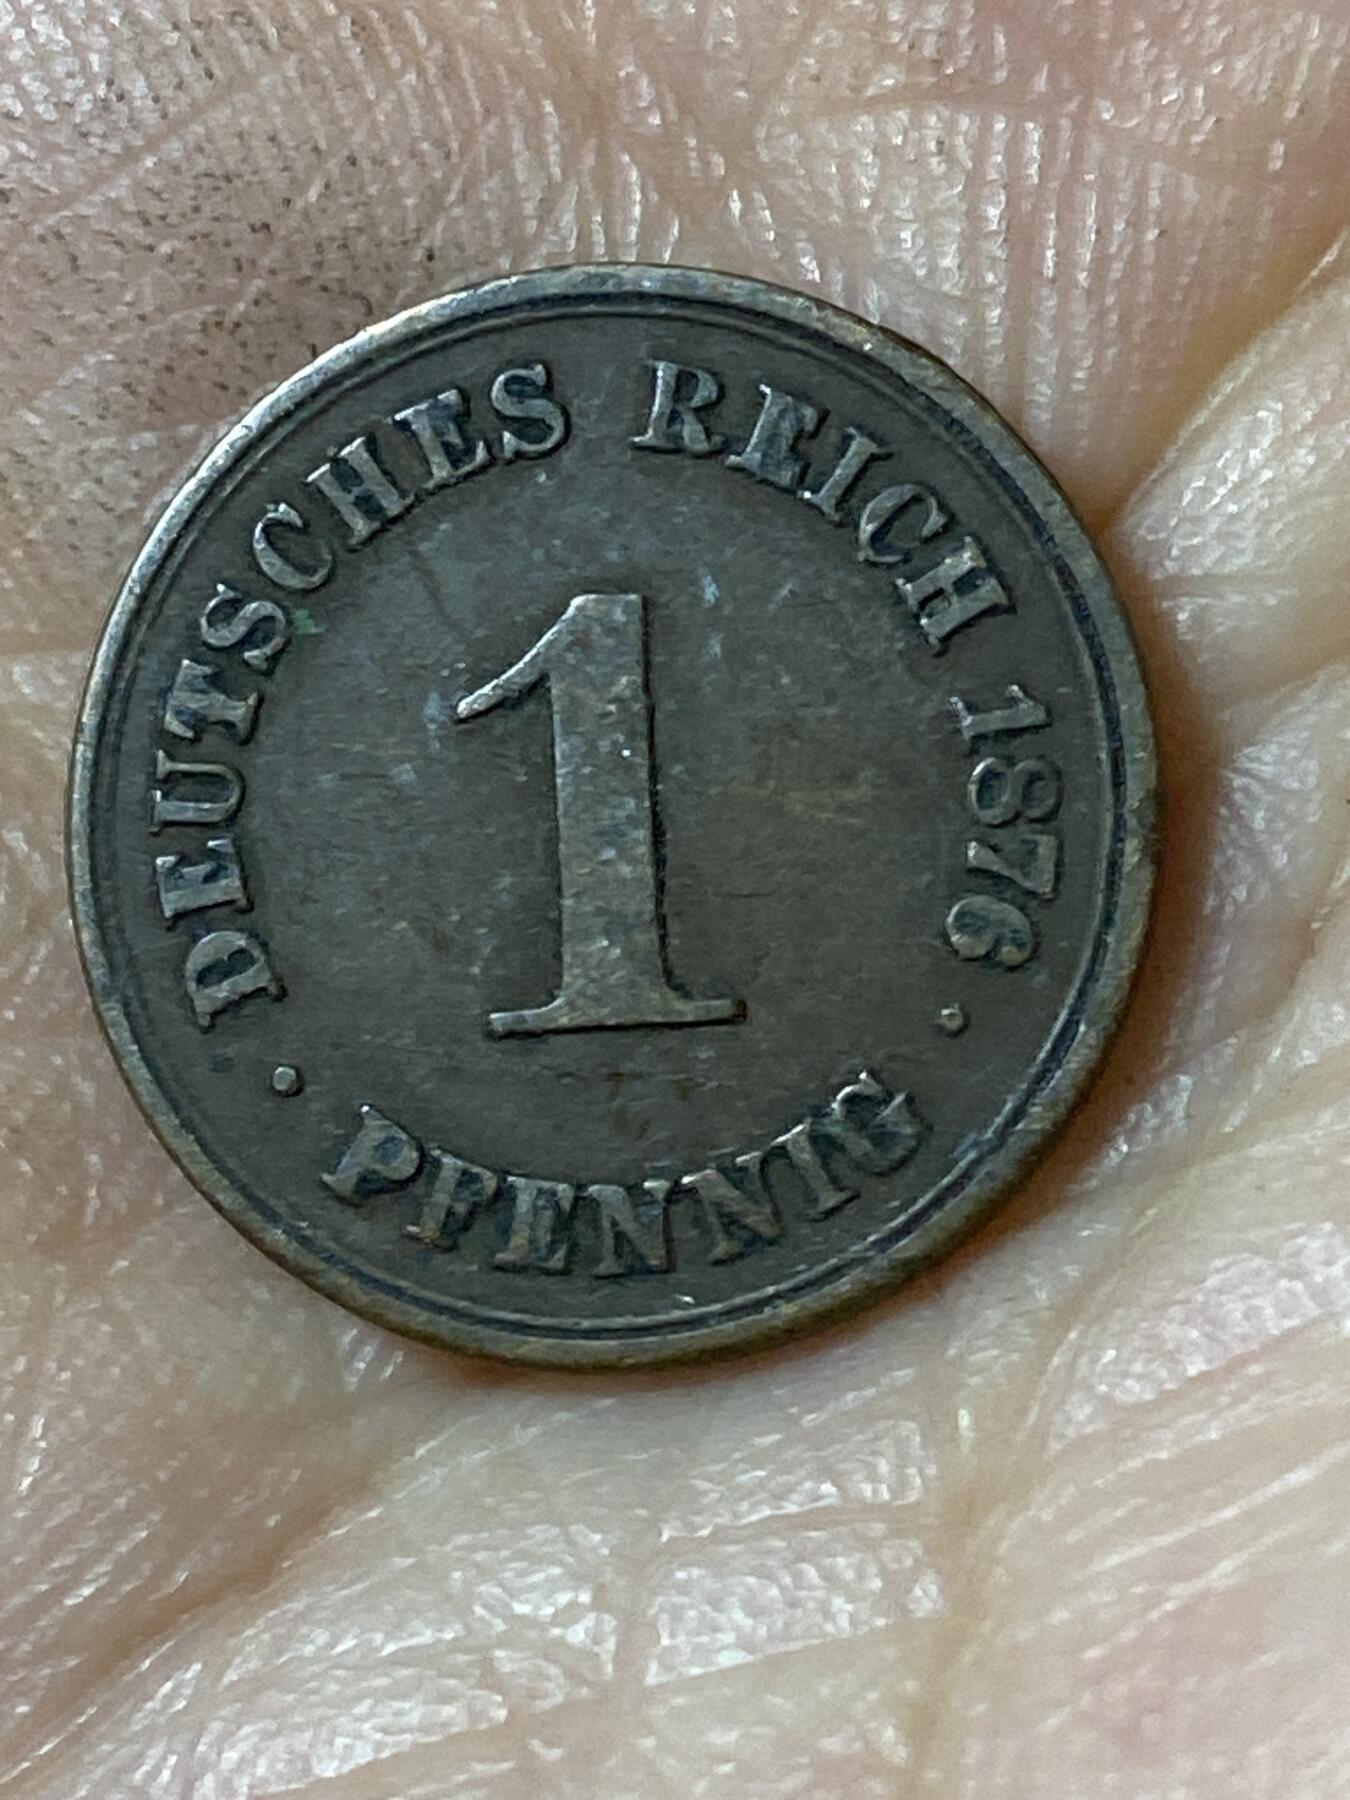 DEUTSCHES REICH 1876
1
· PFENNIG ·